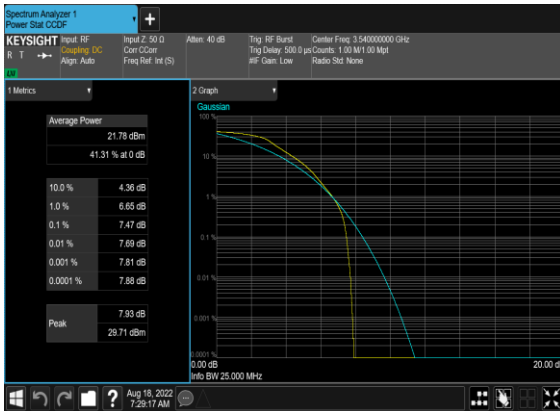 Spectrum Analyzer 1
Power Stat CCDF
+
KEYSIGHT
R T
LXI
Input: RF
Coupling: DC
Align: Auto
Input Z: 50 Ω
Corr CCorr
Freq Ref: Int (S)
Atten: 40 dB
Trig: RF Burst
Trig Delay: 500.0 µs
#IF Gain: Low
Center Freq: 3.540000000 GHz
Counts: 1.00 M/1.00 Mpt
Radio Std: None
1 Metrics
Average Power
21.78 dBm
41.31 % at 0 dB
10.0 % 4.36 dB
1.0 % 6.65 dB
0.1 % 7.47 dB
0.01 % 7.69 dB
0.001 % 7.81 dB
0.0001 % 7.88 dB
Peak
7.93 dB
29.71 dBm
2 Graph
Gaussian
100 %
10 %
1 %
0.1 %
0.01 %
0.001 %
0.0001 %
0.00 dB
20.00 d
Info BW 25.000 MHz
?
Aug 18, 2022
7:29:17 AM